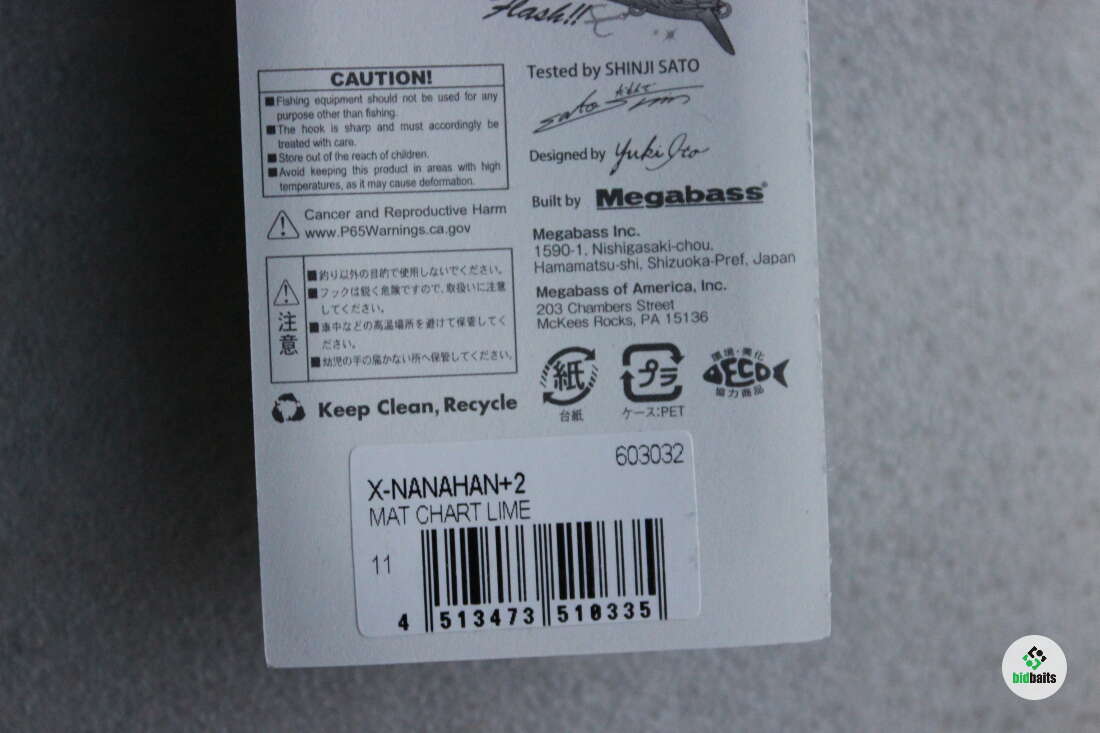 flash!!
CAUTION!
■Fishing equipment should not be used for any
purpose other than fishing.
■The hook is sharp and must accordingly be
treated with care.
■Store out of the reach of children.
■Avoid keeping this product in areas with high
temperatures, as it may cause deformation.
Cancer and Reproductive Harm
www.P65Warnings.ca.gov
注意
■釣り以外の目的で使用しないでください。
■フックは鋭く危険ですので、取扱いに注意
してください。
■車中などの高温場所を避けて保管してく
ださい。
■幼児の手の届かない所へ保管してください。
Keep Clean, Recycle
Tested by SHINJI SATO
Designed by Yuki Ito
Built by Megabass®
Megabass Inc.
1590-1, Nishigasaki-chou,
Hamamatsu-shi, Shizuoka-Pref, Japan
Megabass of America, Inc.
203 Chambers Street
McKees Rocks, PA 15136
紙
台紙
プラ
ケース:PET
環境・美化
ECO
協力商品
603032
X-NANAHAN+2
MAT CHART LIME
11
4 513473 510335
bidbaits